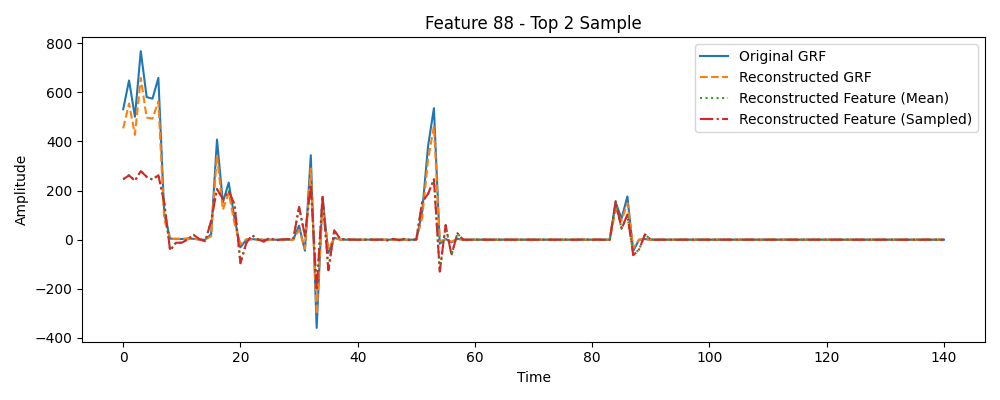 Feature 88 - Top 2 Sample
Original GRF
Reconstructed GRF
Reconstructed Feature (Mean)
Reconstructed Feature (Sampled)
800
600
400
200
0
−200
−400
Amplitude
0 20 40 60 80 100 120 140
Time